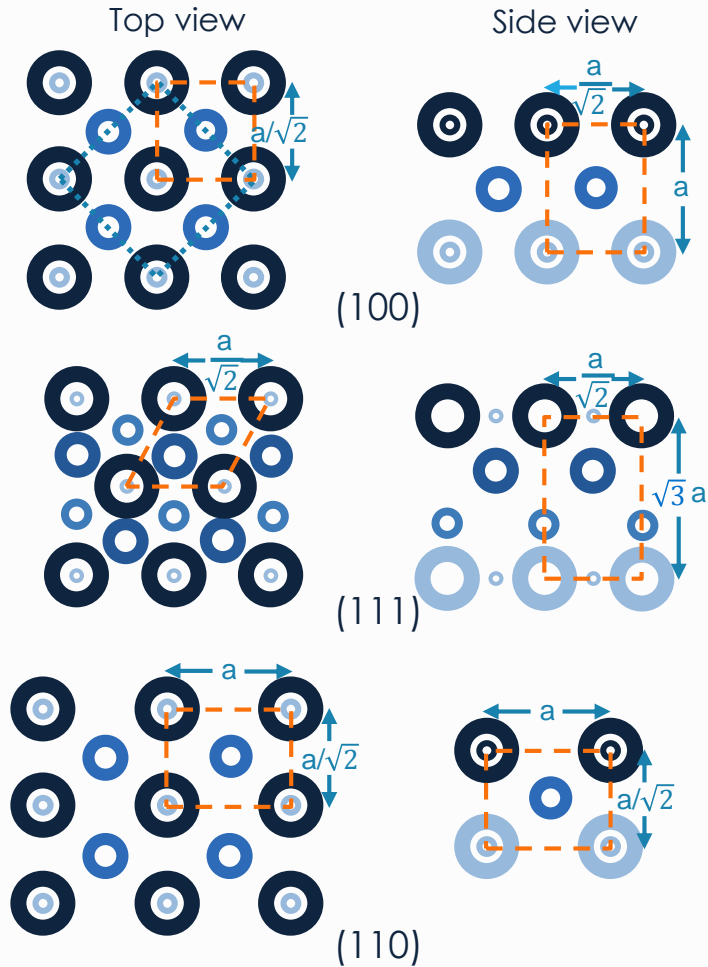 Top view
Side view
a
√2
a/√2
a
(100)
a
√2
a
√2
√3 a
(111)
a
a
a/√2
a/√2
(110)